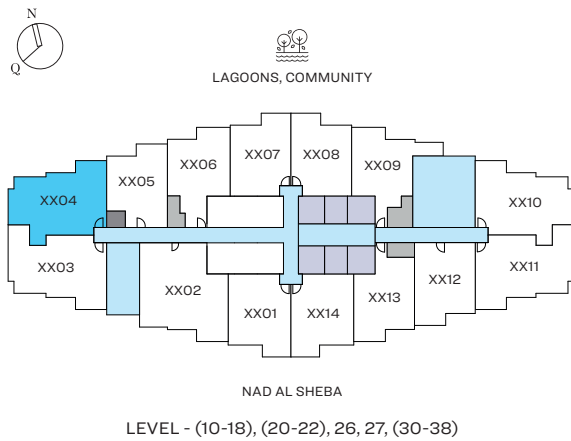 N
Q
LAGOONS, COMMUNITY
XX07 XX08
XX06 XX09
XX05
XX04 XX10
XX03 XX11
XX02 XX12
XX13
XX01 XX14
NAD AL SHEBA
LEVEL - (10-18), (20-22), 26, 27, (30-38)